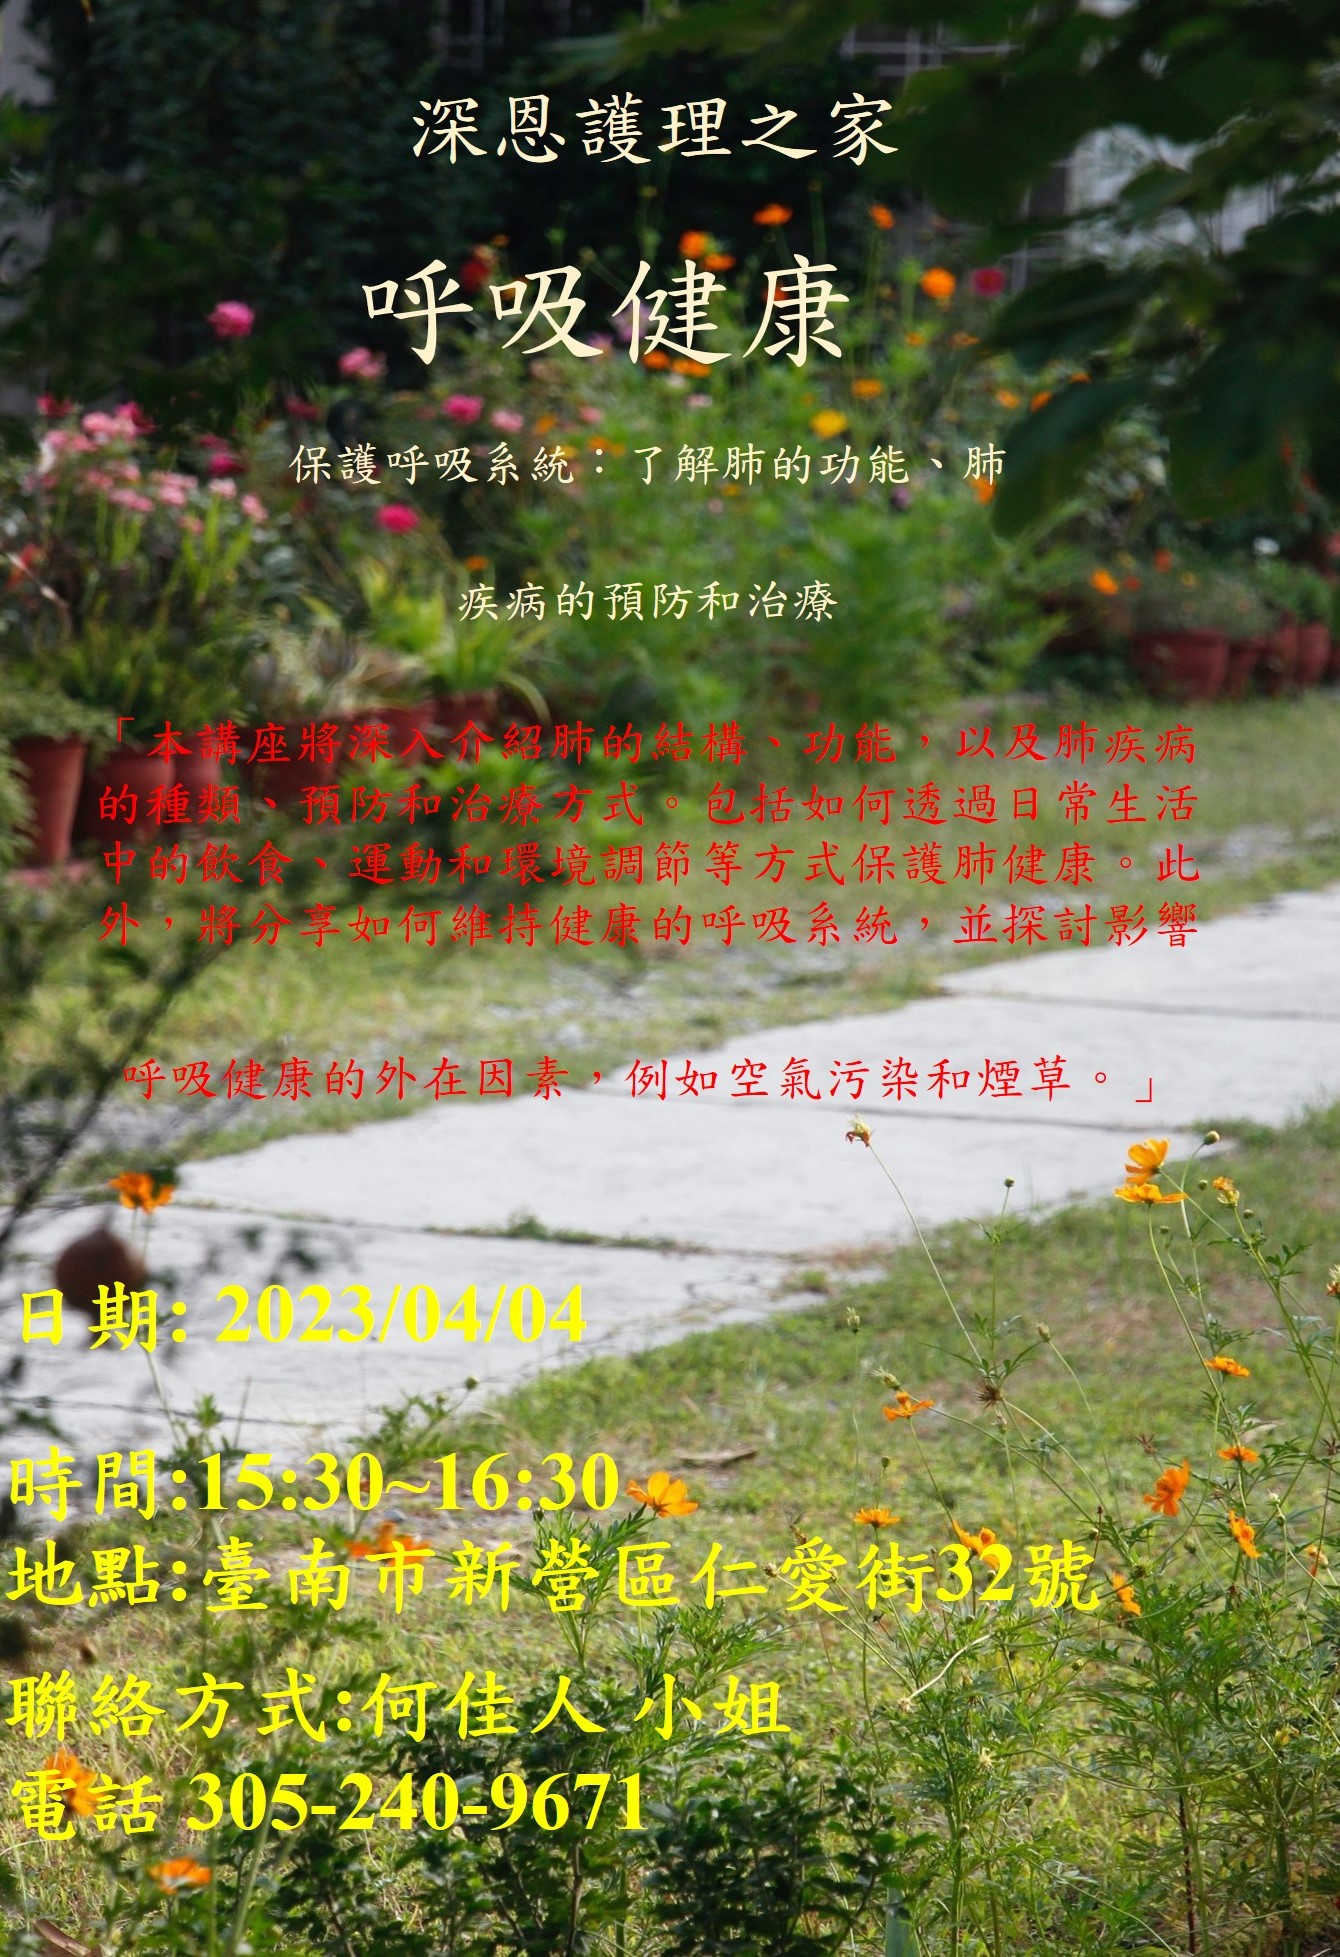 深恩護理之家
呼吸健康
保護呼吸系統：了解肺的功能、肺
疾病的預防和治療
「本講座將深入介紹肺的結構、功能，以及肺疾病
的種類、預防和治療方式。包括如何透過日常生活
中的飲食、運動和環境調節等方式保護肺健康。此
外，將分享如何維持健康的呼吸系統，並探討影響
呼吸健康的外在因素，例如空氣污染和煙草。」
日期: 2023/04/04
時間:15:30~16:30
地點:臺南市新營區仁愛街32號
聯絡方式:何佳人 小姐
電話 305-240-9671